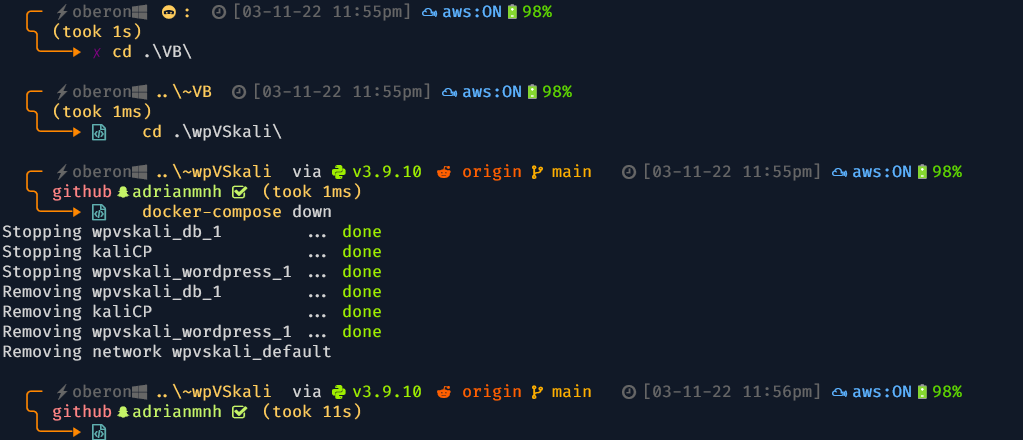 oberon : [03-11-22 11:55pm] aws:ON 98%
(took 1s)
x cd .\VB\
oberon ..\~VB [03-11-22 11:55pm] aws:ON 98%
(took 1ms)
cd .\wpVSkali\
oberon ..\~wpVSkali via v3.9.10 origin main [03-11-22 11:55pm] aws:ON 98%
github adrianmnh (took 1ms)
docker-compose down
Stopping wpvskali_db_1 ... done
Stopping kaliCP ... done
Stopping wpvskali_wordpress_1 ... done
Removing wpvskali_db_1 ... done
Removing kaliCP ... done
Removing wpvskali_wordpress_1 ... done
Removing network wpvskali_default
oberon ..\~wpVSkali via v3.9.10 origin main [03-11-22 11:56pm] aws:ON 98%
github adrianmnh (took 11s)